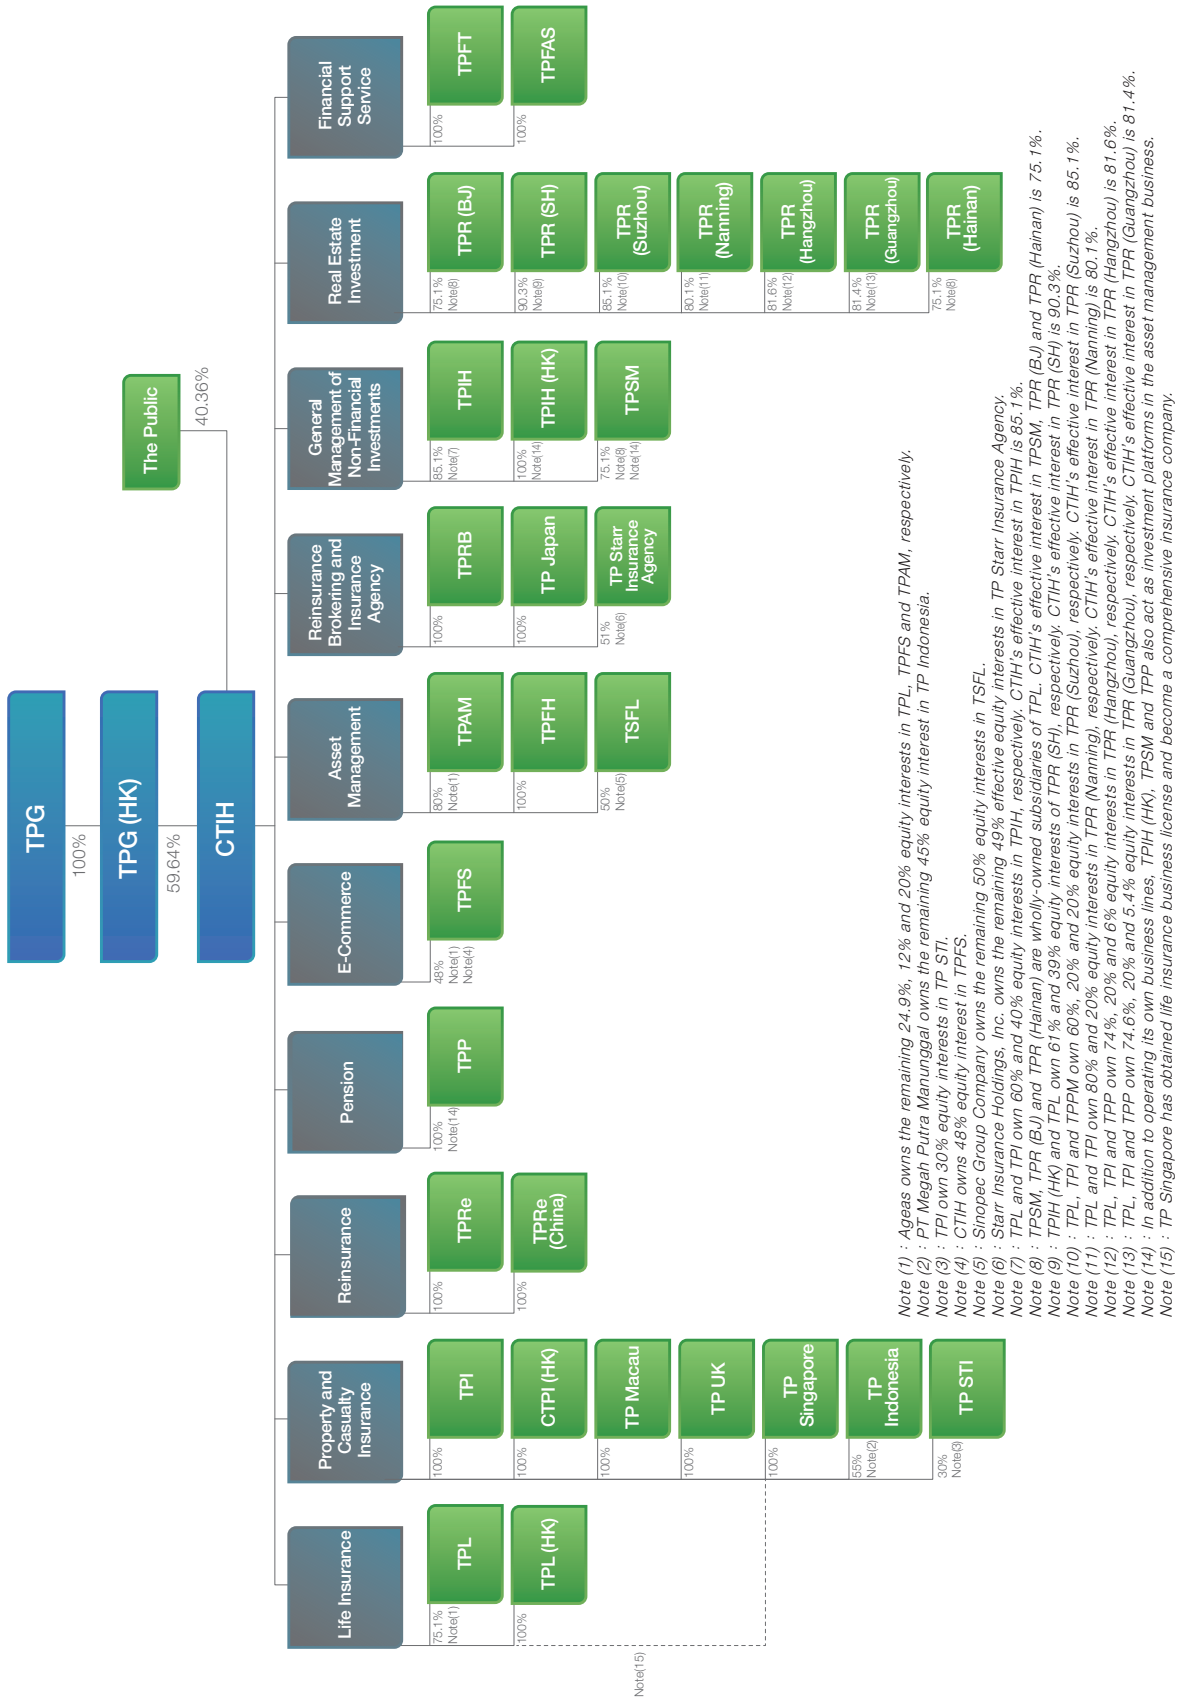 TPG
100%
TPG (HK)
59.64%
The Public
40.36%
CTIH
Life Insurance
75.1%
Note(1)
TPL
100%
TPL (HK)
Note(15)
Property and
Casualty
Insurance
100%
TPI
100%
CTPI (HK)
100%
TP Macau
100%
TP UK
100%
TP
Singapore
55%
Note(2)
TP
Indonesia
30%
Note(3)
TP STI
Reinsurance
100%
TPRe
100%
TPRe
(China)
Pension
100%
Note(14)
TPP
E-Commerce
48%
Note(1)
Note(4)
TPFS
Asset
Management
80%
Note(1)
TPAM
100%
TPFH
50%
Note(5)
TSFL
Reinsurance
Brokering and
Insurance
Agency
100%
TPRB
100%
TP Japan
51%
Note(6)
TP Starr
Insurance
Agency
General
Management of
Non-Financial
Investments
85.1%
Note(7)
TPIH
100%
Note(14)
TPIH (HK)
75.1%
Note(8)
Note(14)
TPSM
Real Estate
Investment
75.1%
Note(8)
TPR (BJ)
90.3%
Note(9)
TPR (SH)
85.1%
Note(10)
TPR
(Suzhou)
80.1%
Note(11)
TPR
(Nanning)
81.6%
Note(12)
TPR
(Hangzhou)
81.4%
Note(13)
TPR
(Guangzhou)
75.1%
Note(8)
TPR
(Hainan)
Financial
Support
Service
100%
TPFT
100%
TPFAS
Note (1) : Ageas owns the remaining 24.9%, 12% and 20% equity interests in TPL, TPFS and TPAM, respectively.
Note (2) : PT Megah Putra Manunggal owns the remaining 45% equity interest in TP Indonesia.
Note (3) : TPI own 30% equity interests in TP STI.
Note (4) : CTIH owns 48% equity interest in TPFS.
Note (5) : Sinopec Group Company owns the remaining 50% equity interests in TSFL.
Note (6) : Starr Insurance Holdings, Inc. owns the remaining 49% effective equity interests in TP Starr Insurance Agency.
Note (7) : TPL and TPI own 60% and 40% equity interests in TPIH, respectively. CTIH's effective interest in TPIH is 85.1%.
Note (8) : TPSM, TPR (BJ) and TPR (Hainan) are wholly-owned subsidiaries of TPL. CTIH's effective interest in TPSM, TPR (BJ) and TPR (Hainan) is 75.1%.
Note (9) : TPIH (HK) and TPL own 61% and 39% equity interests of TPR (SH), respectively. CTIH's effective interest in TPR (SH) is 90.3%.
Note (10) : TPL, TPI and TPPM own 60%, 20% and 20% equity interests in TPR (Suzhou), respectively. CTIH's effective interest in TPR (Suzhou) is 85.1%.
Note (11) : TPL and TPI own 80% and 20% equity interests in TPR (Nanning), respectively. CTIH's effective interest in TPR (Nanning) is 80.1%.
Note (12) : TPL, TPI and TPP own 74%, 20% and 6% equity interests in TPR (Hangzhou), respectively. CTIH's effective interest in TPR (Hangzhou) is 81.6%.
Note (13) : TPL, TPI and TPP own 74.6%, 20% and 5.4% equity interests in TPR (Guangzhou), respectively. CTIH's effective interest in TPR (Guangzhou) is 81.4%.
Note (14) : In addition to operating its own business lines, TPIH (HK), TPSM and TPP also act as investment platforms in the asset management business.
Note (15) : TP Singapore has obtained life insurance business license and become a comprehensive insurance company.